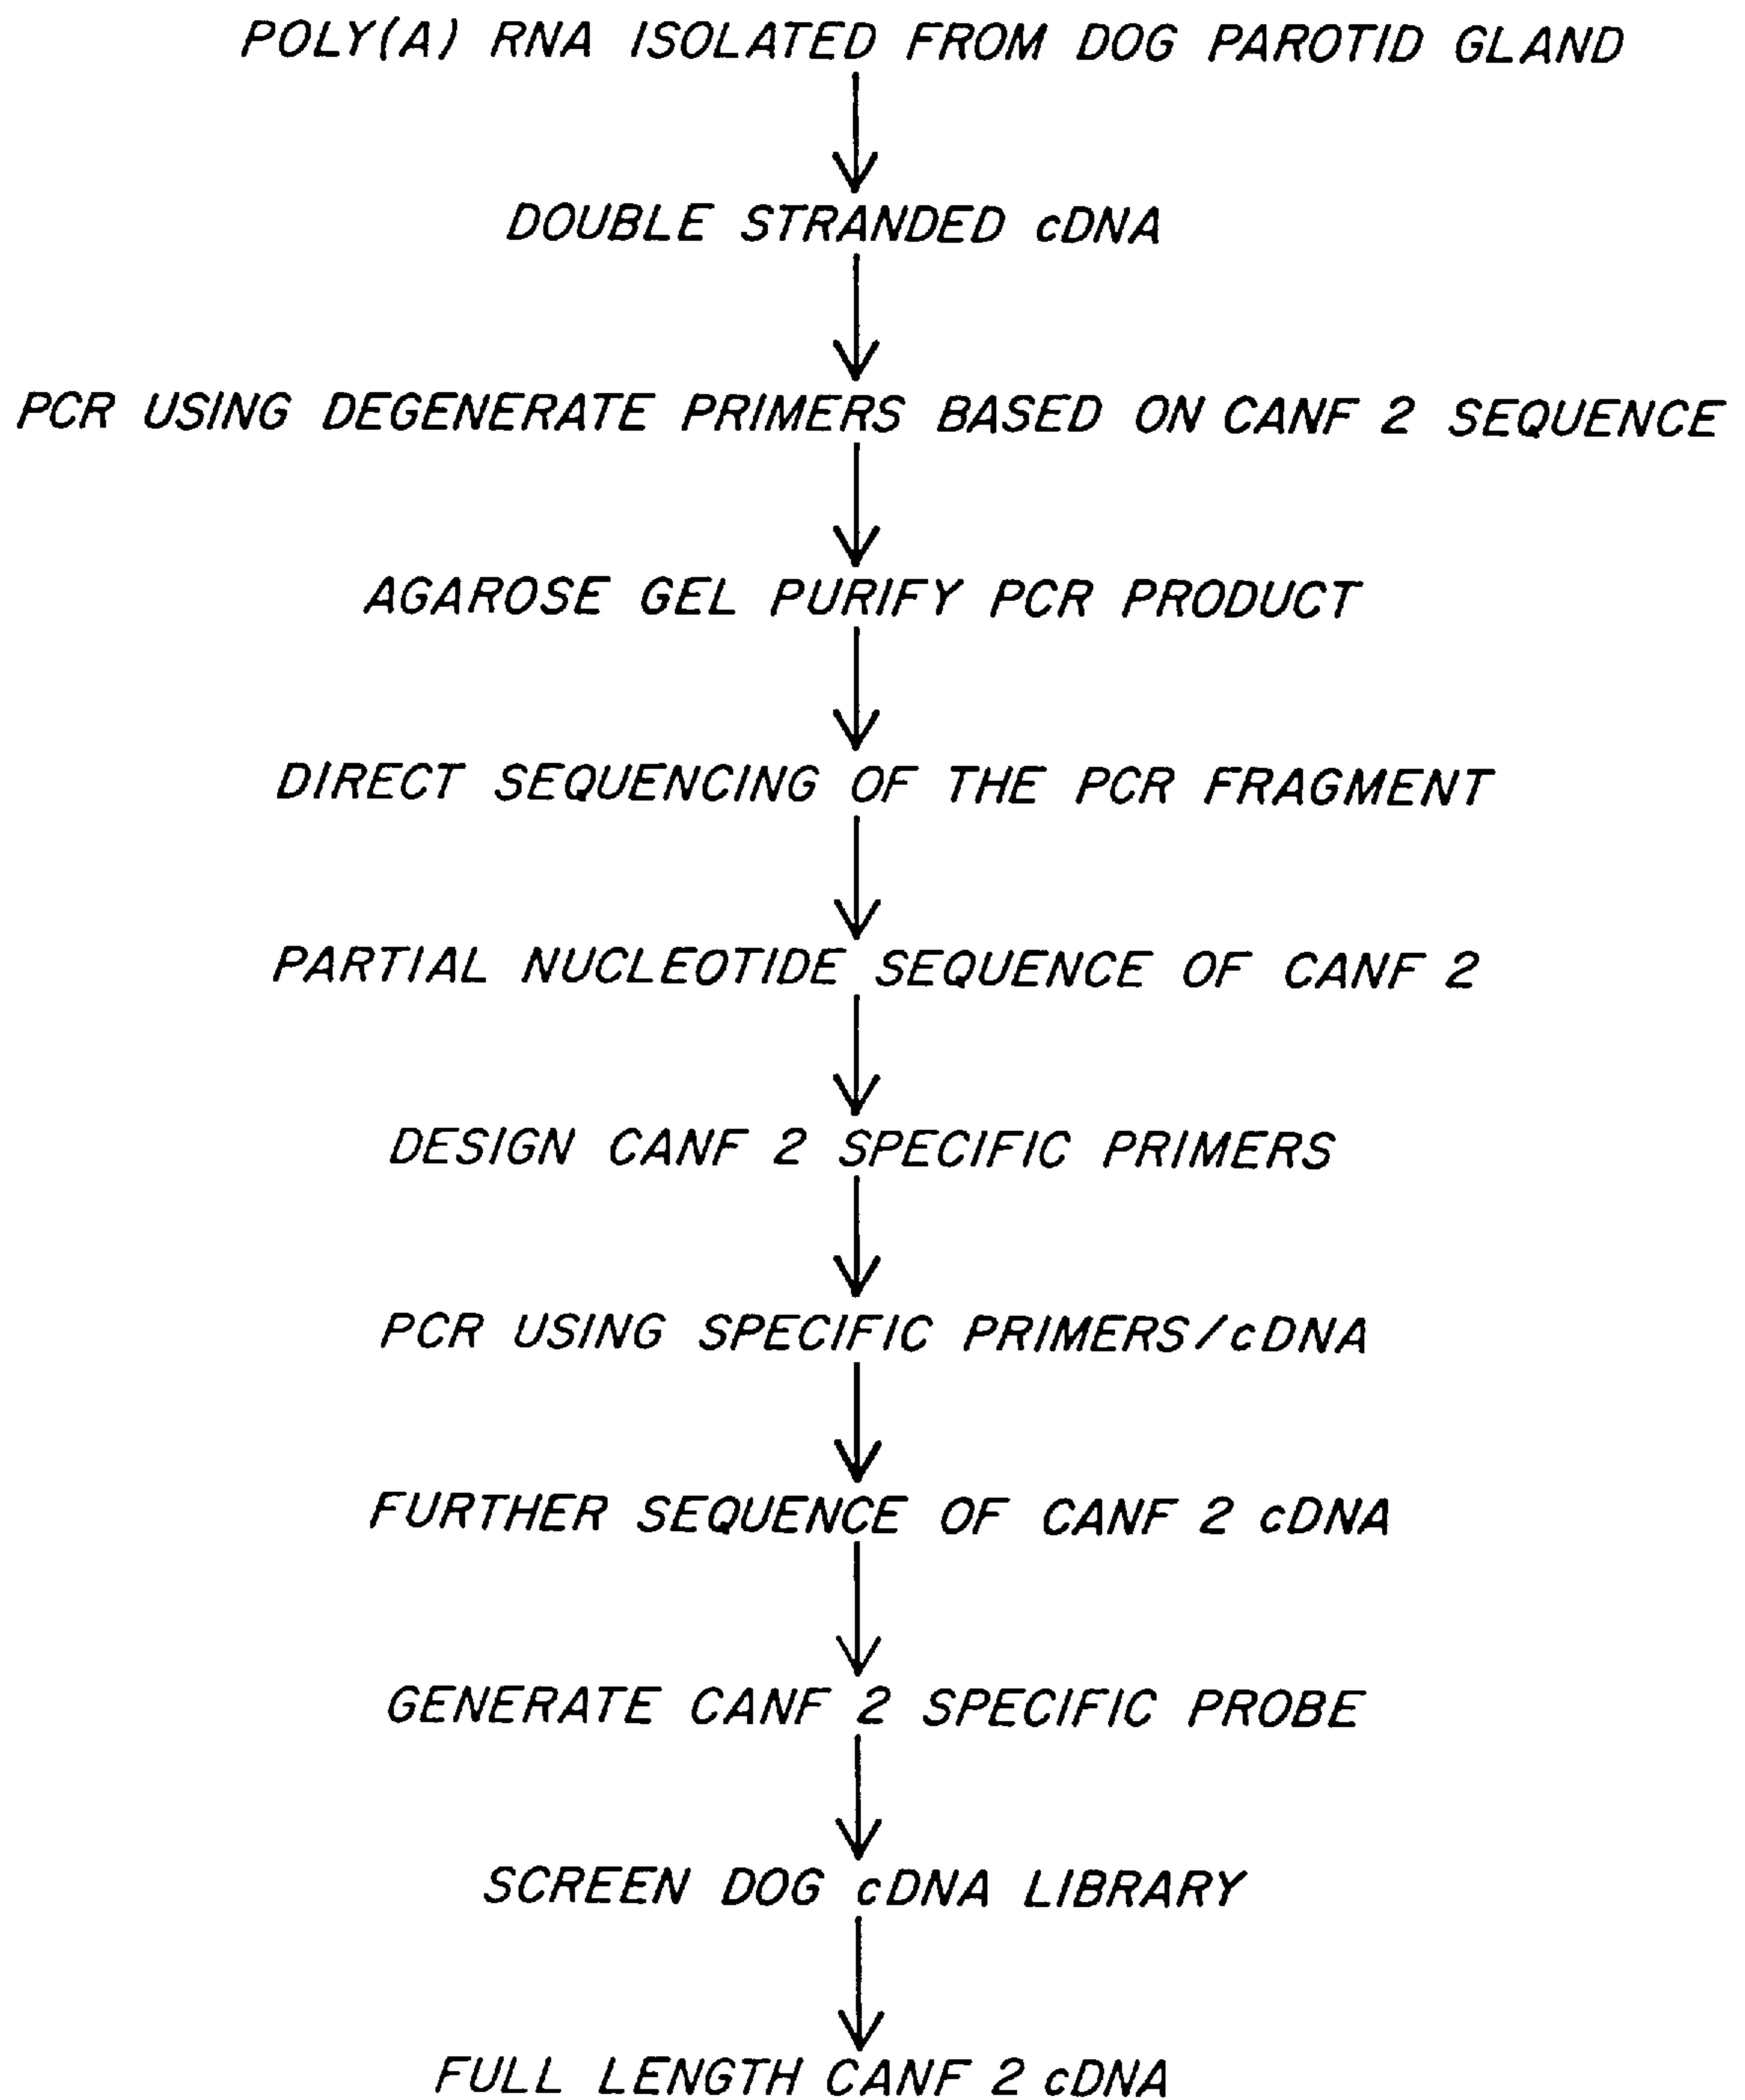 POLY(A) RNA ISOLATED FROM DOG PAROTID GLAND
DOUBLE STRANDED cDNA
PCR USING DEGENERATE PRIMERS BASED ON CANF 2 SEQUENCE
AGAROSE GEL PURIFY PCR PRODUCT
DIRECT SEQUENCING OF THE PCR FRAGMENT
PARTIAL NUCLEOTIDE SEQUENCE OF CANF 2
DESIGN CANF 2 SPECIFIC PRIMERS
PCR USING SPECIFIC PRIMERS/cDNA
FURTHER SEQUENCE OF CANF 2 cDNA
GENERATE CANF 2 SPECIFIC PROBE
SCREEN DOG cDNA LIBRARY
FULL LENGTH CANF 2 cDNA